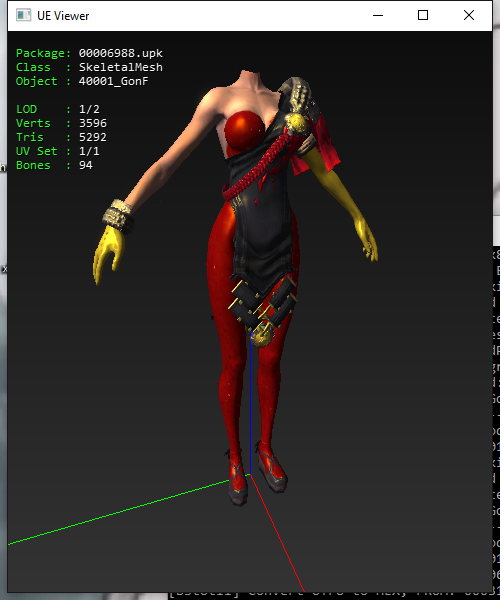 UE Viewer
Package: 00006988.upk
Class : SkeletalMesh
Object : 40001_GonF
LOD : 1/2
Verts : 3596
Tris : 5292
UV Set : 1/1
Bones : 94